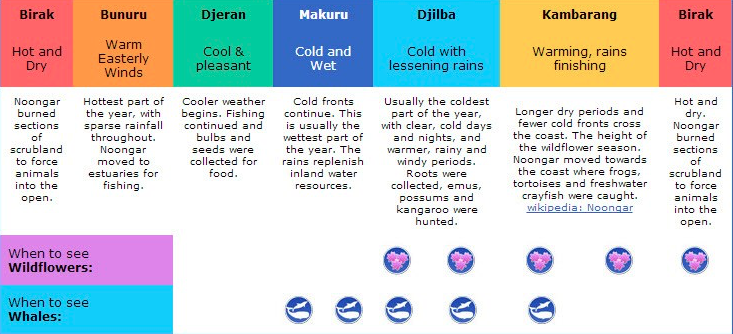 Birak
Hot and
Dry
Noongar
burned
sections
of
scrubland
to force
animals
into the
open.
Bunuru
Warm
Easterly
Winds
Hottest part of
the year, with
sparse rainfall
throughout.
Noongar
moved to
estuaries for
fishing.
Djeran
Cool &
pleasant
Cooler weather
begins. Fishing
continued and
bulbs and
seeds were
collected for
food.
Makuru
Cold and
Wet
Cold fronts
continue. This
is usually the
wettest part of
the year. The
rains replenish
inland water
resources.
Djilba
Cold with
lessening rains
Usually the coldest
part of the year,
with clear, cold days
and nights, and
warmer, rainy and
windy periods.
Roots were
collected, emus,
possums and
kangaroo were
hunted.
Kambarang
Warming, rains
finishing
Longer dry periods and
fewer cold fronts cross
the coast. The height of
the wildflower season.
Noongar moved towards
the coast where frogs,
tortoises and freshwater
crayfish were caught.
wikipedia: Noongar
Birak
Hot and
Dry
Hot and
dry.
Noongar
burned
sections
of
scrubland
to force
animals
into the
open.
When to see
Wildflowers:
When to see
Whales: